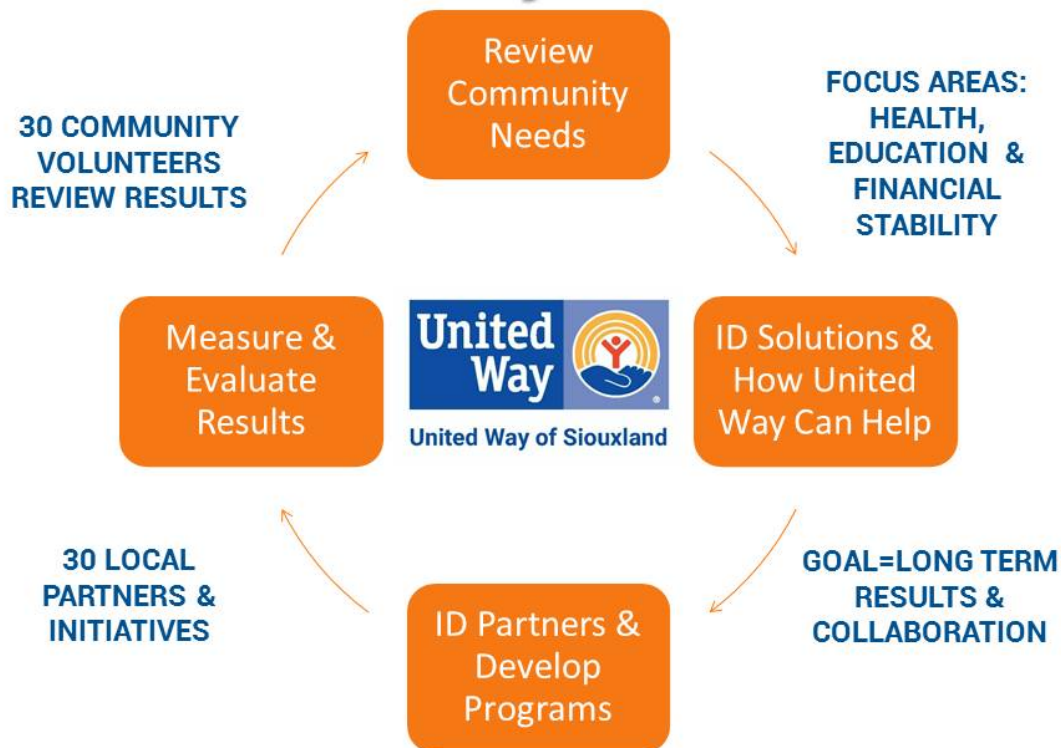 Review
Community
Needs
FOCUS AREAS:
HEALTH,
EDUCATION &
FINANCIAL
STABILITY
ID Solutions &
How United
Way Can Help
GOAL=LONG TERM
RESULTS &
COLLABORATION
ID Partners &
Develop
Programs
30 LOCAL
PARTNERS &
INITIATIVES
Measure &
Evaluate
Results
30 COMMUNITY
VOLUNTEERS
REVIEW RESULTS
United
Way
®
United Way of Siouxland